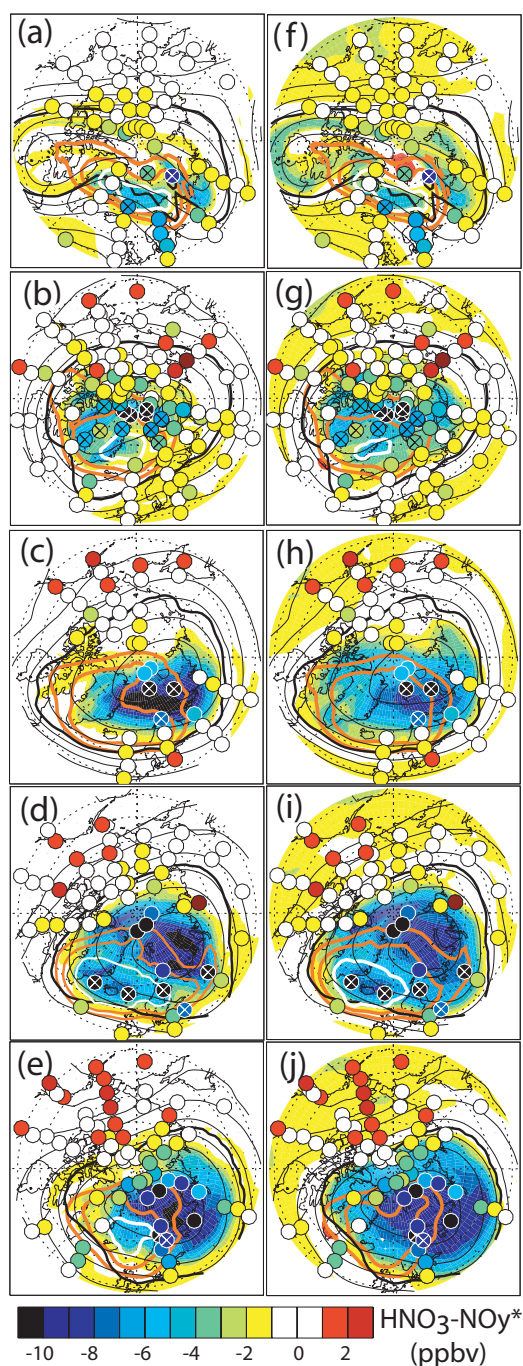 (a) (f)
(b) (g)
(c) (h)
(d) (i)
(e) (j)
-10 -8 -6 -4 -2 0 2 HNO₃-NOy*
(ppbv)